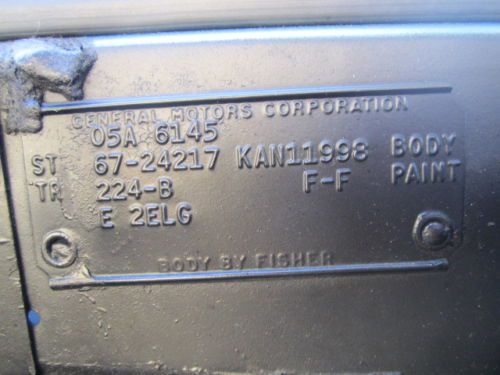 GENERAL MOTORS CORPORATION
05A 6145
ST 67-24217 KAN11998 BODY
TR 224-B F-F PAINT
E 2ELG
BODY BY FISHER